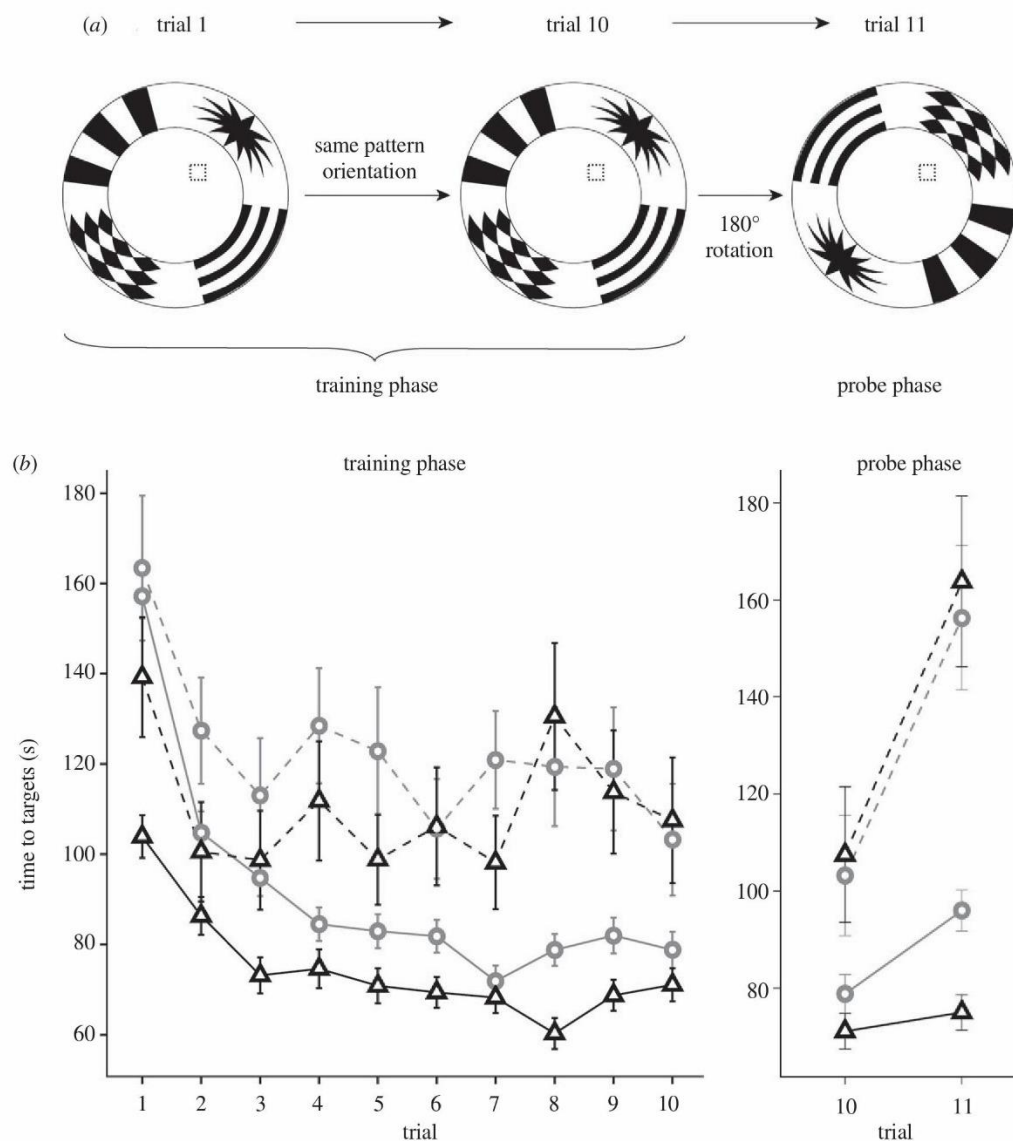 (a) trial 1 trial 10 trial 11
same pattern
orientation
180°
rotation
training phase probe phase
(b) training phase probe phase
180
160
140
120
100
80
60
time to targets (s)
1 2 3 4 5 6 7 8 9 10
trial
180
160
140
120
100
80
10 11
trial